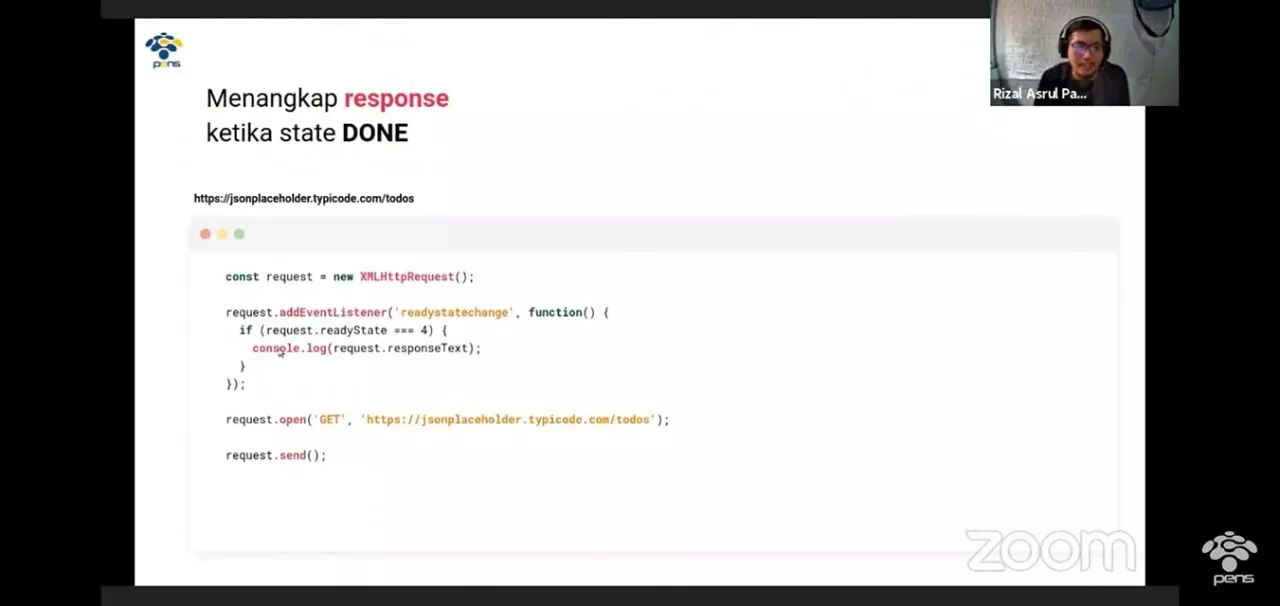 pens
Menangkap response
ketika state DONE
https://jsonplaceholder.typicode.com/todos
const request = new XMLHttpRequest();
request.addEventListener('readystatechange', function() {
if (request.readyState === 4) {
console.log(request.responseText);
}
});
request.open('GET', 'https://jsonplaceholder.typicode.com/todos');
request.send();
Rizal Asrul Pa...
zoom
pens